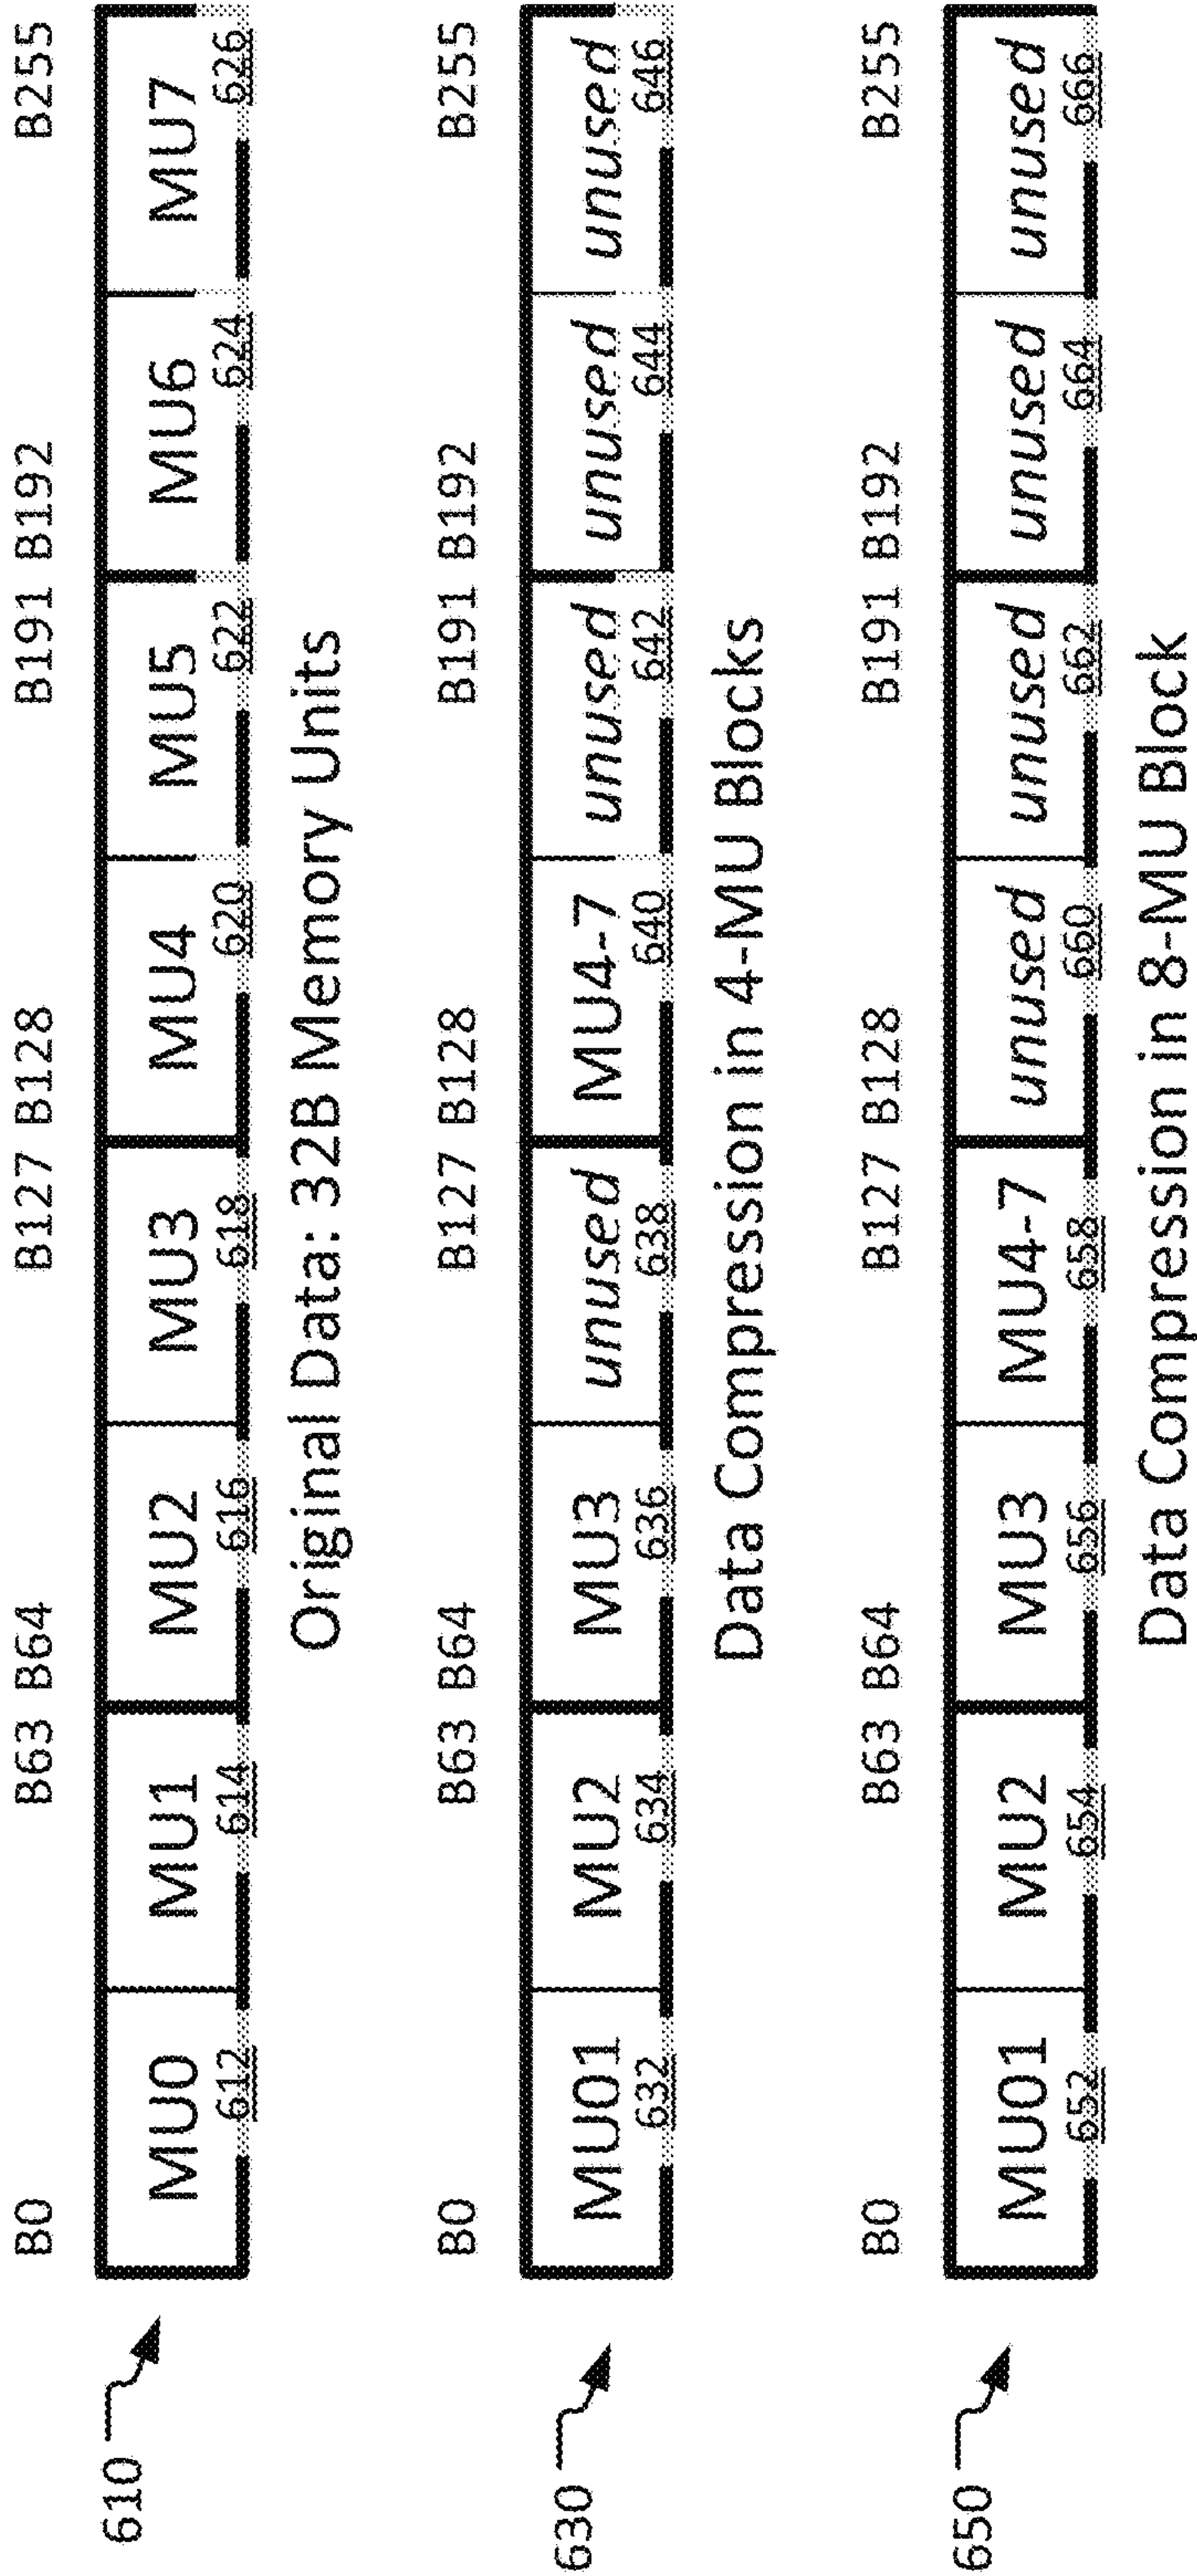 B0 B63 B64 B127 B128 B191 B192 B255
610
MU0 MU1 MU2 MU3 MU4 MU5 MU6 MU7
612 614 616 618 620 622 624 626
Original Data: 32B Memory Units
B0 B63 B64 B127 B128 B191 B192 B255
630
MU01 MU2 MU3 unused MU4-7 unused unused unused
632 634 636 638 640 642 644 646
Data Compression in 4-MU Blocks
B0 B63 B64 B127 B128 B191 B192 B255
650
MU01 MU2 MU3 MU4-7 unused unused unused unused
652 654 656 658 660 662 664 666
Data Compression in 8-MU Block